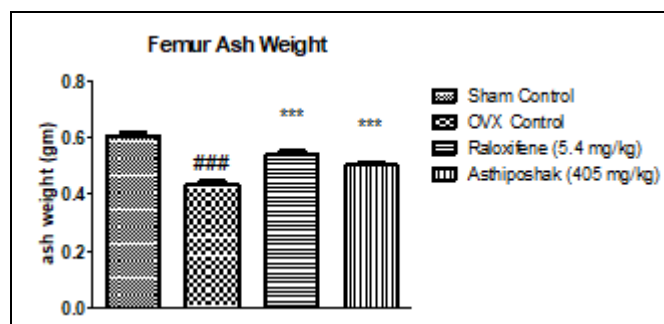 Femur Ash Weight
ash weight (gm)
0.8
0.6
0.4
0.2
0.0
###
***
***
Sham Control
OVX Control
Raloxifene (5.4 mg/kg)
Asthiposhak (405 mg/kg)